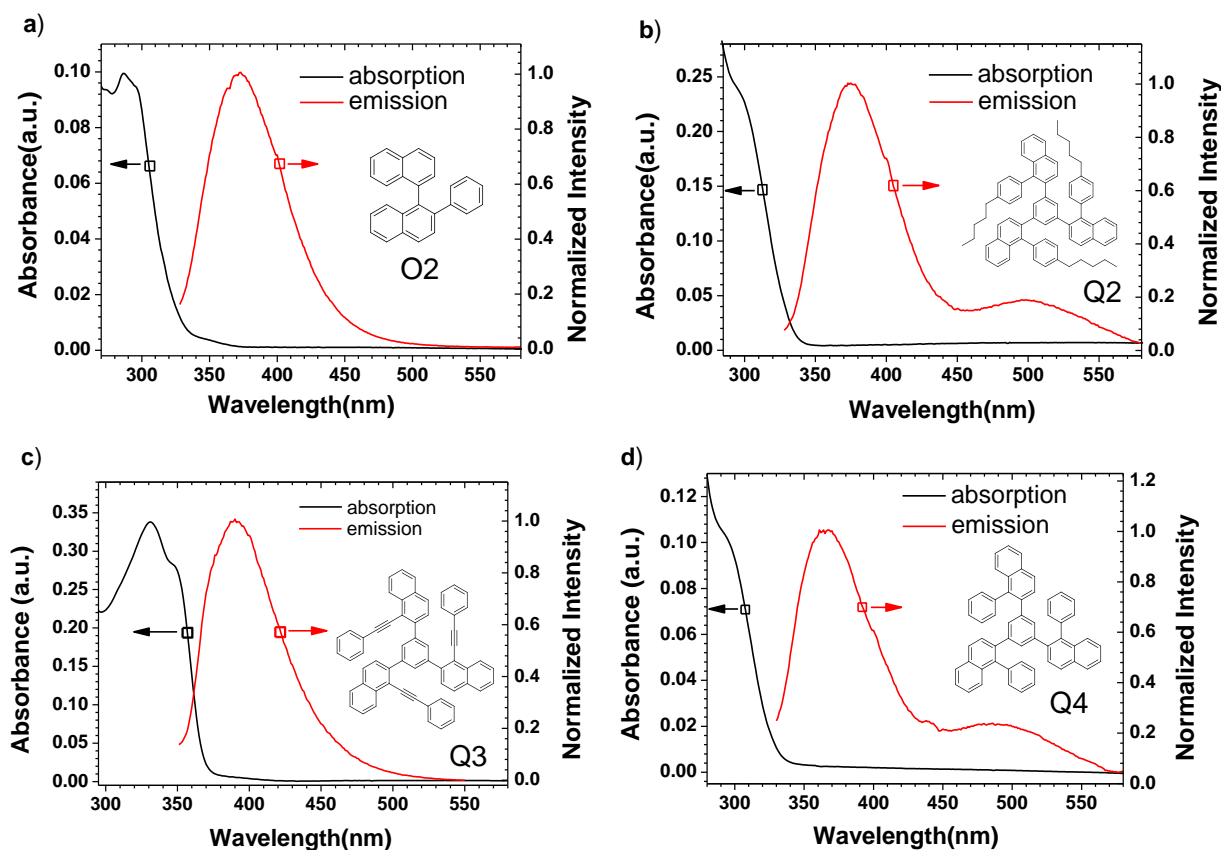 a)
absorption
emission
O2
0.10
0.08
0.06
0.04
0.02
0.00
1.0
0.8
0.6
0.4
0.2
0.0
300 350 400 450 500 550
Absorbance(a.u.)
Normalized Intensity
Wavelength(nm)
b)
absorption
emission
Q2
0.25
0.20
0.15
0.10
0.05
0.00
1.0
0.8
0.6
0.4
0.2
0.0
300 350 400 450 500 550
Absorbance(a.u.)
Normalized Intensity
Wavelength(nm)
c)
absorption
emission
Q3
0.35
0.30
0.25
0.20
0.15
0.10
0.05
0.00
1.0
0.8
0.6
0.4
0.2
0.0
300 350 400 450 500 550
Absorbance (a.u.)
Normalized Intensity
Wavelength(nm)
d)
absorption
emission
Q4
0.12
0.10
0.08
0.06
0.04
0.02
0.00
1.2
1.0
0.8
0.6
0.4
0.2
0.0
300 350 400 450 500 550
Absorbance (a.u.)
Normalized Intensity
Wavelength(nm)